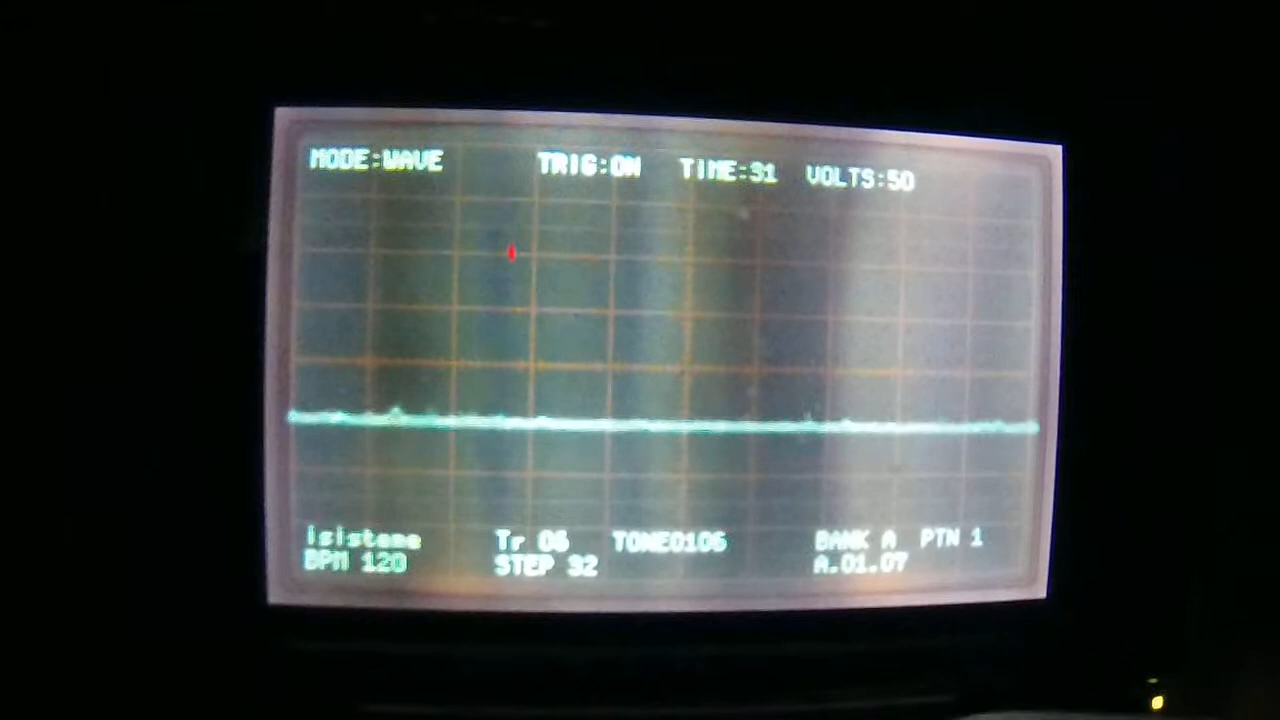 MODE:WAVE TRIG:ON TIME:31 VOLTS:50
isistema Tr 06 TONE0106 BANK A PTN 1
BPM 120 STEP 32 A.01.07